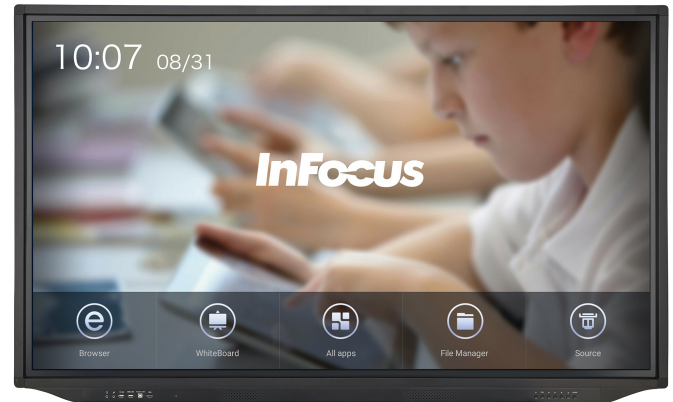 10:07 08/31
InFocus
Browser
WhiteBoard
All apps
File Manager
Source